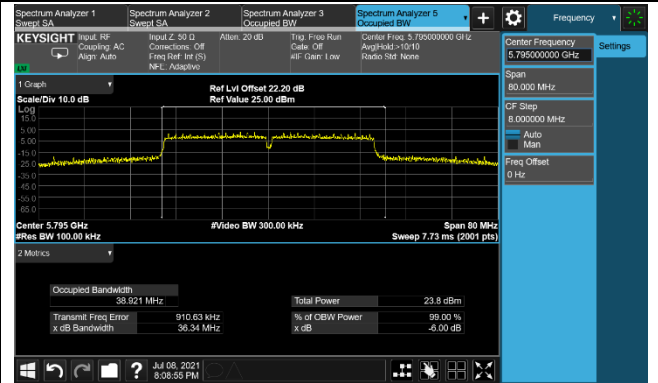 Spectrum Analyzer 1
Swept SA
Spectrum Analyzer 2
Swept SA
Spectrum Analyzer 3
Occupied BW
Spectrum Analyzer 5
Occupied BW
Frequency
KEYSIGHT
Input: RF
Coupling: AC
Align: Auto
Input Z: 50 Ω
Corrections: Off
Freq Ref: Int (S)
NFE: Adaptive
Atten: 20 dB
Trig: Free Run
Gate: Off
#IF Gain: Low
Center Freq: 5.795000000 GHz
Avg|Hold:>10/10
Radio Std: None
LM
Center Frequency
5.795000000 GHz
Settings
Span
80.000 MHz
CF Step
8.000000 MHz
Auto
Man
Freq Offset
0 Hz
1 Graph
Scale/Div 10.0 dB
Ref Lvl Offset 22.20 dB
Ref Value 25.00 dBm
Log
15.0
5.00
-5.00
-15.0
-25.0
-35.0
-45.0
-55.0
-65.0
Center 5.795 GHz
#Res BW 100.00 kHz
#Video BW 300.00 kHz
Span 80 MHz
Sweep 7.73 ms (2001 pts)
2 Metrics
Occupied Bandwidth
38.921 MHz
Total Power
23.8 dBm
Transmit Freq Error
910.63 kHz
% of OBW Power
99.00 %
x dB Bandwidth
36.34 MHz
x dB
-6.00 dB
?
Jul 08, 2021
8:08:55 PM